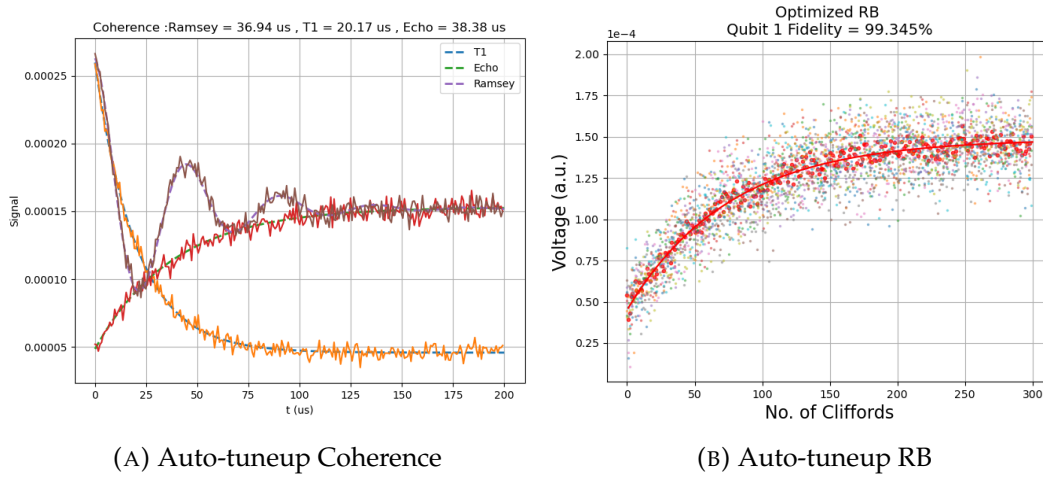 Coherence :Ramsey = 36.94 us , T1 = 20.17 us , Echo = 38.38 us
T1
Echo
Ramsey
0.00025
0.00020
0.00015
0.00010
0.00005
Signal
0 25 50 75 100 125 150 175 200
t (us)
(A) Auto-tuneup Coherence
Optimized RB
Qubit 1 Fidelity = 99.345%
1e−4
2.00
1.75
1.50
1.25
1.00
0.75
0.50
0.25
Voltage (a.u.)
0 50 100 150 200 250 300
No. of Cliffords
(B) Auto-tuneup RB